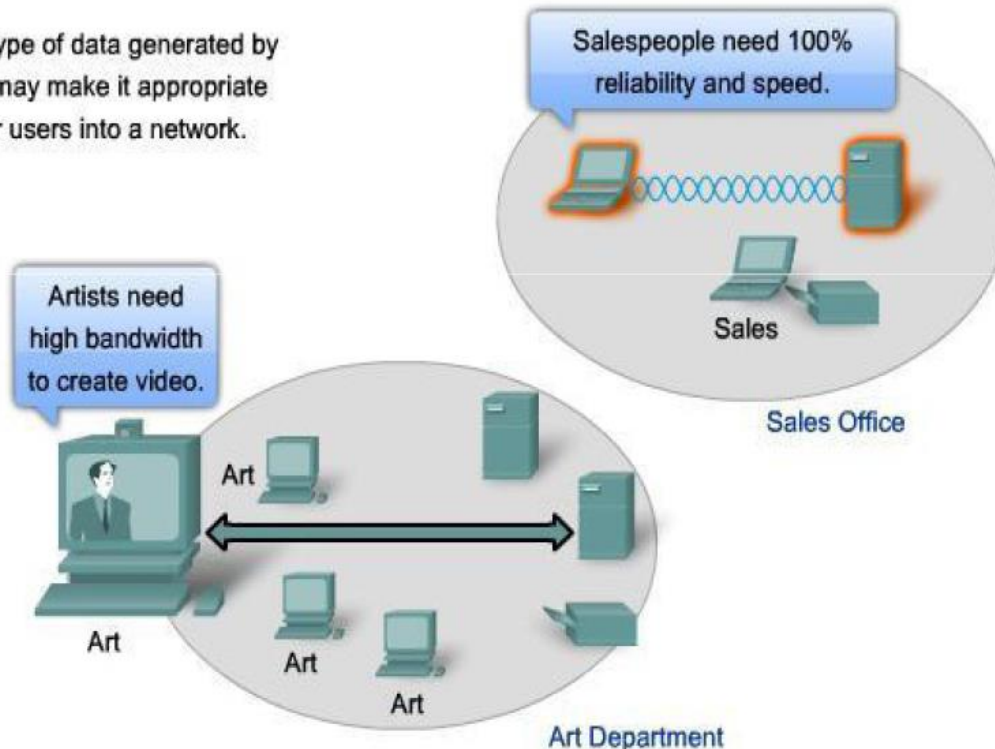 ype of data generated by
may make it appropriate
r users into a network.
Salespeople need 100%
reliability and speed.
Sales
Sales Office
Artists need
high bandwidth
to create video.
Art
Art
Art
Art
Art Department